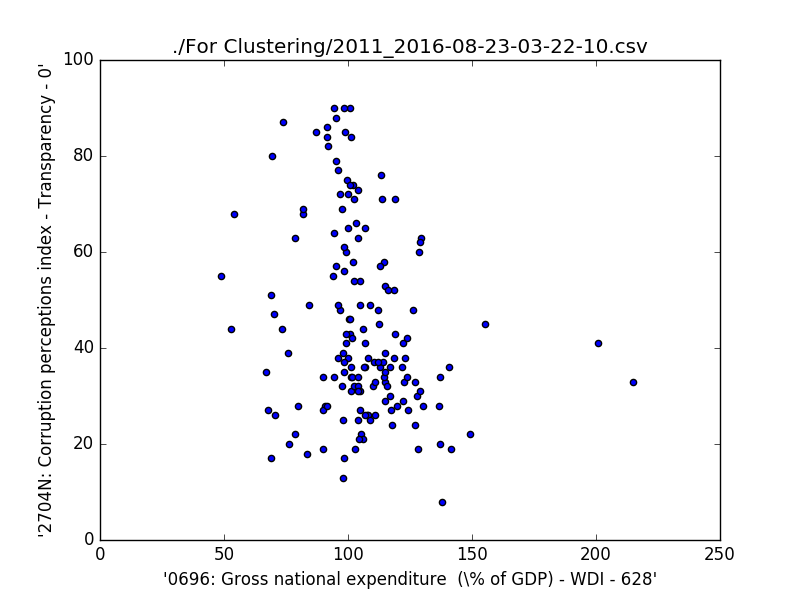 ./For Clustering/2011_2016-08-23-03-22-10.csv
'2704N: Corruption perceptions index - Transparency - 0'
100
80
60
40
20
0
0 50 100 150 200 250
'0696: Gross national expenditure  (\% of GDP) - WDI - 628'